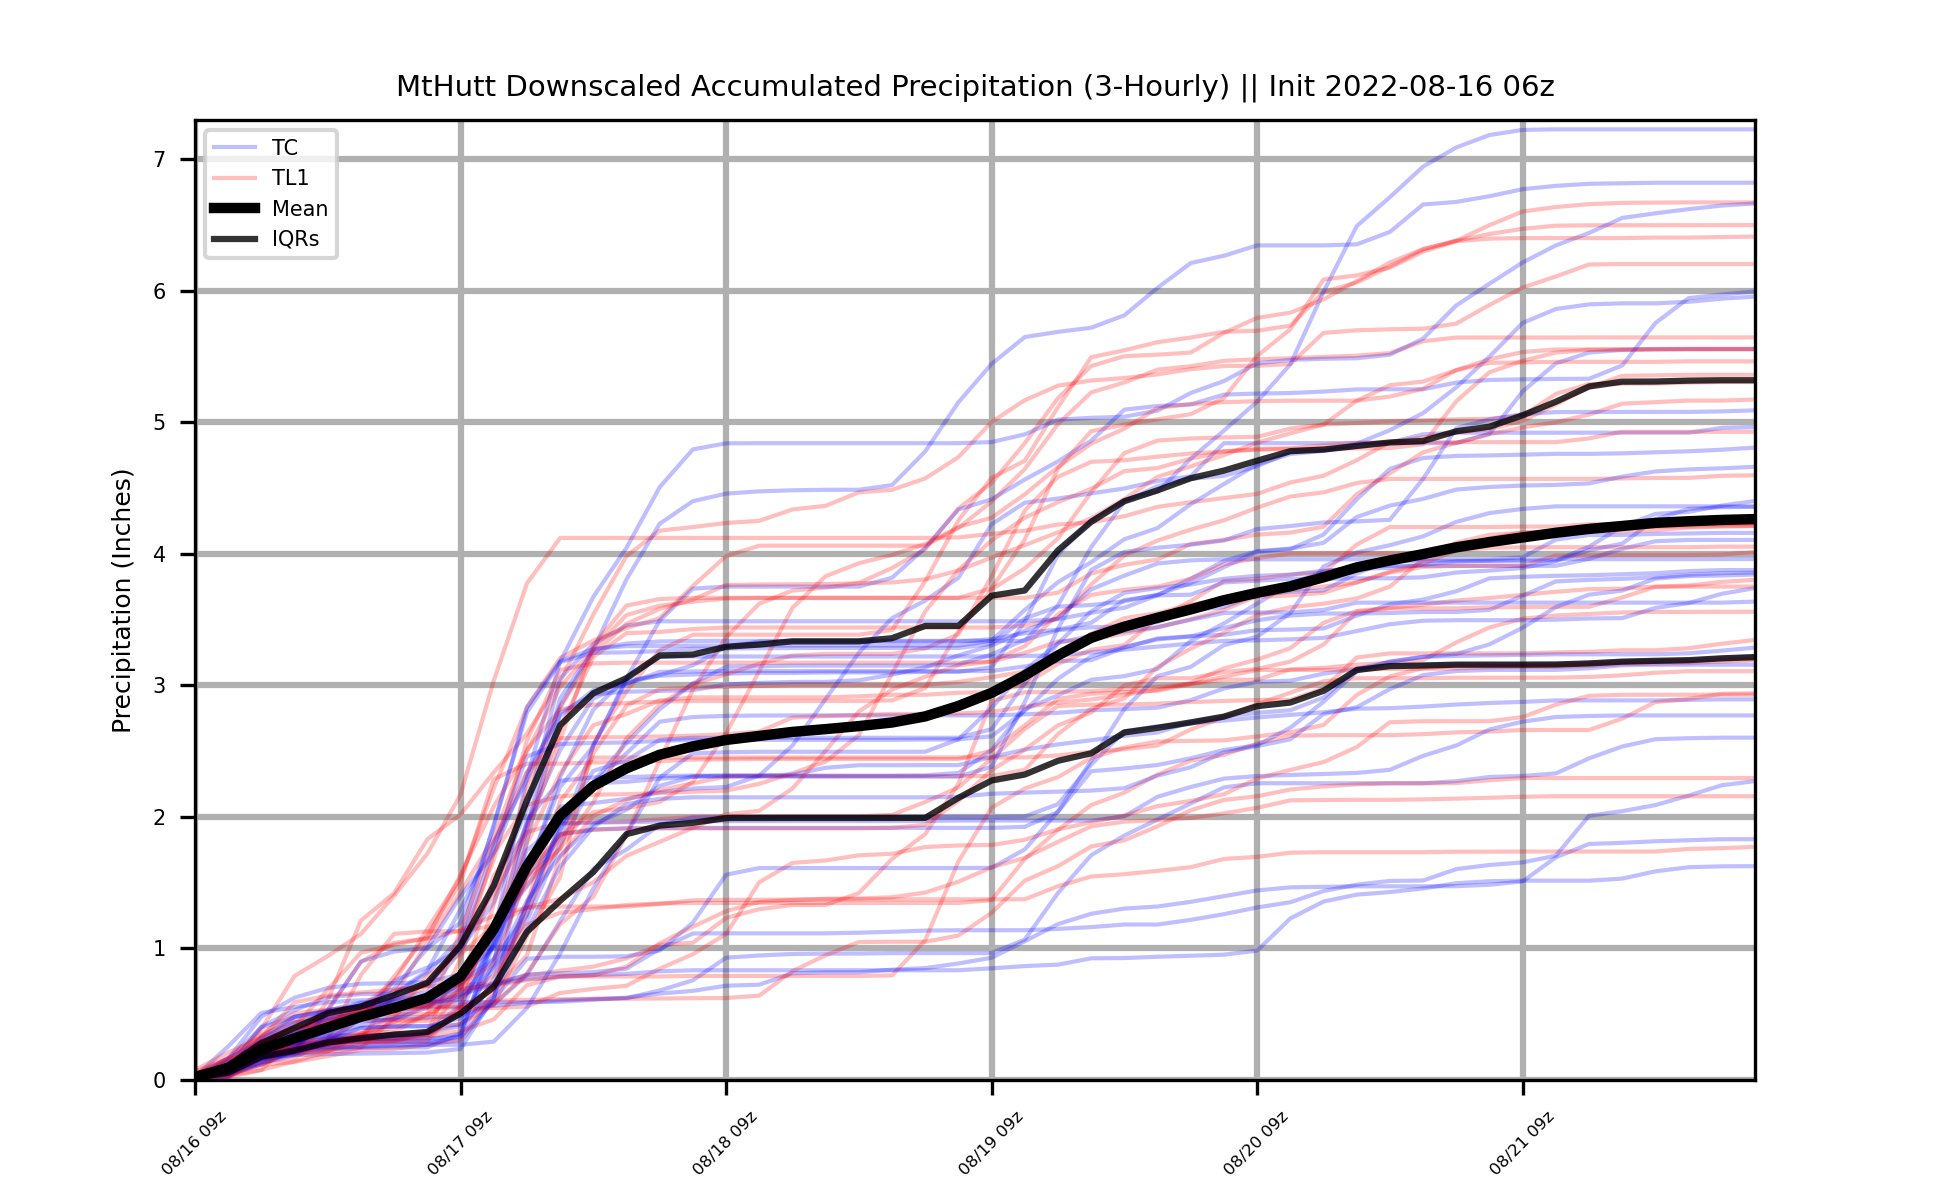 MtHutt Downscaled Accumulated Precipitation (3-Hourly) || Init 2022-08-16 06z
TC
TL1
Mean
IQRs
Precipitation (Inches)
7
6
5
4
3
2
1
0
08/16 09z
08/17 09z
08/18 09z
08/19 09z
08/20 09z
08/21 09z